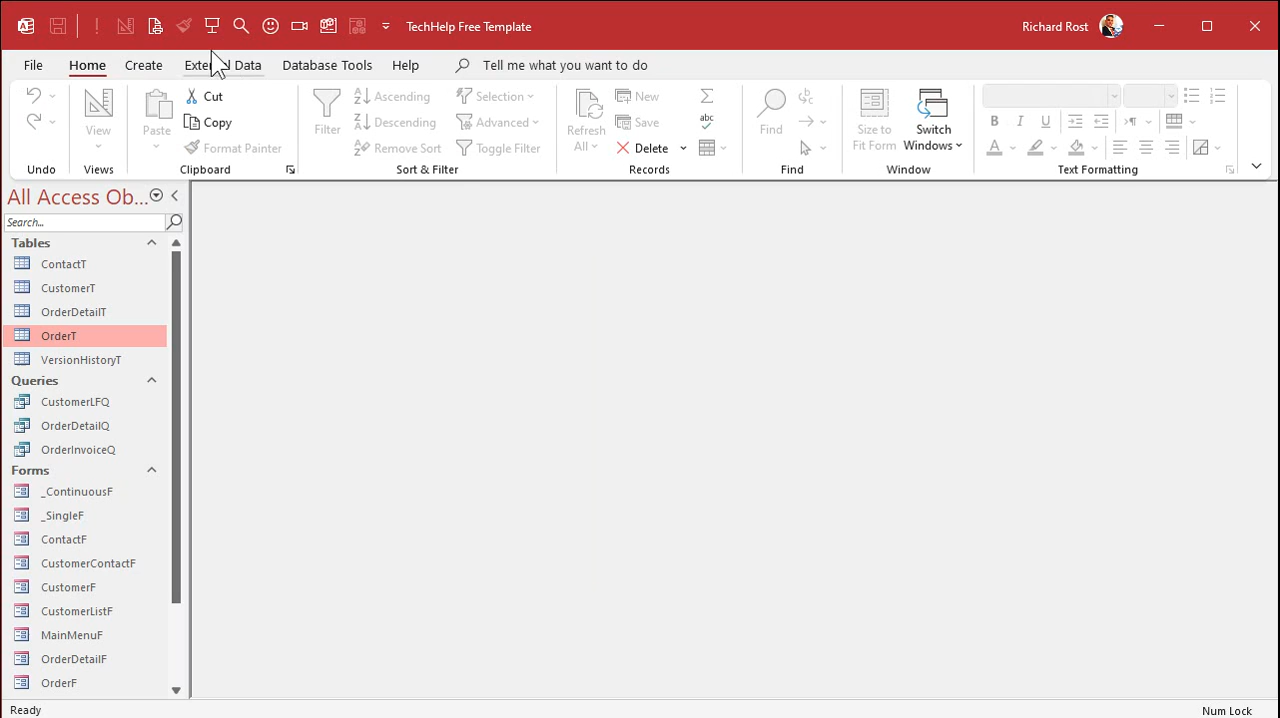 TechHelp Free Template
Richard Rost
File Home Create External Data Database Tools Help Tell me what you want to do
Undo
View
Views
Paste
Cut
Copy
Format Painter
Clipboard
Filter
Ascending
Descending
Remove Sort
Selection
Advanced
Toggle Filter
Sort & Filter
Refresh
All
New
Save
Delete
Records
Find
Find
Size to
Fit Form
Switch
Windows
Window
B I U
A
Text Formatting
All Access Ob...
Search...
Tables
ContactT
CustomerT
OrderDetailT
OrderT
VersionHistoryT
Queries
CustomerLFQ
OrderDetailQ
OrderInvoiceQ
Forms
_ContinuousF
_SingleF
ContactF
CustomerContactF
CustomerF
CustomerListF
MainMenuF
OrderDetailF
OrderF
Ready
Num Lock